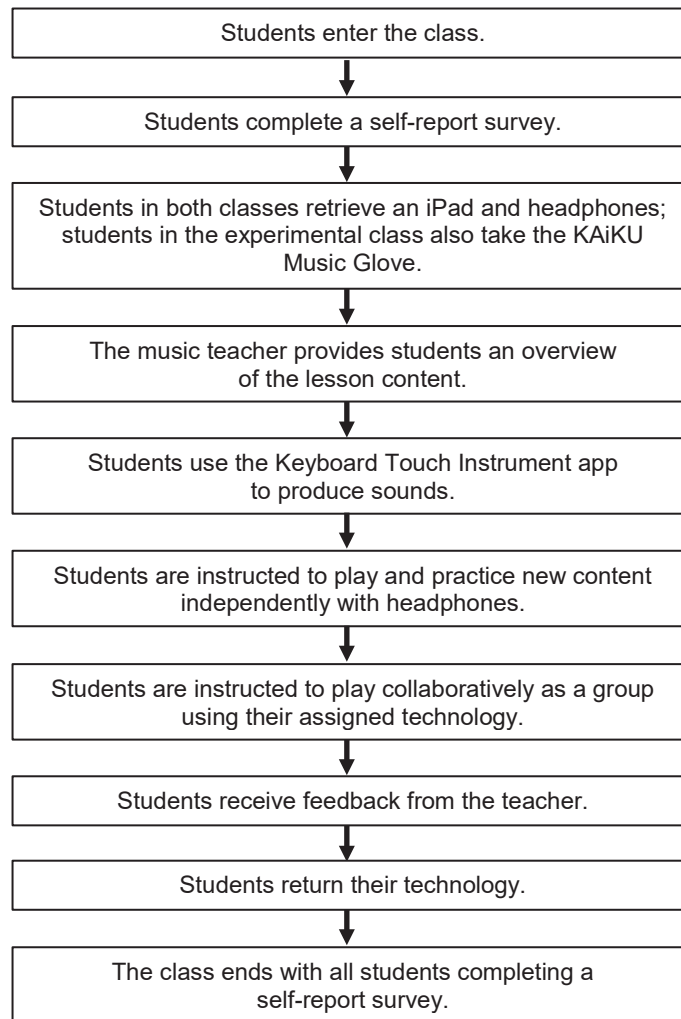 Students enter the class.
Students complete a self-report survey.
Students in both classes retrieve an iPad and headphones;
students in the experimental class also take the KAiKU
Music Glove.
The music teacher provides students an overview
of the lesson content.
Students use the Keyboard Touch Instrument app
to produce sounds.
Students are instructed to play and practice new content
independently with headphones.
Students are instructed to play collaboratively as a group
using their assigned technology.
Students receive feedback from the teacher.
Students return their technology.
The class ends with all students completing a
self-report survey.